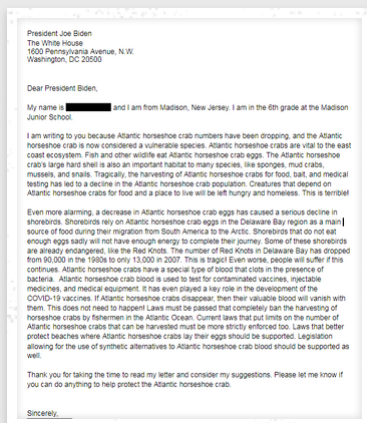 President Joe Biden
The White House
1600 Pennsylvania Avenue, N.W.
Washington, DC 20500
Dear President Biden,
My name is and I am from Madison, New Jersey. I am in the 6th grade at the Madison
Junior School.
I am writing to you because Atlantic horseshoe crab numbers have been dropping, and the Atlantic
horseshoe crab is now considered a vulnerable species. Atlantic horseshoe crabs are vital to the east
coast ecosystem. Fish and other wildlife eat Atlantic horseshoe crab eggs. The Atlantic horseshoe
crab's large hard shell is also an important habitat to many species, like sponges, mud crabs,
mussels, and snails. Tragically, the harvesting of Atlantic horseshoe crabs for food, bait, and medical
testing has led to a decline in the Atlantic horseshoe crab population. Creatures that depend on
Atlantic horseshoe crabs for food and a place to live will be left hungry and homeless. This is terrible!
Even more alarming, a decrease in Atlantic horseshoe crab eggs has caused a serious decline in
shorebirds. Shorebirds rely on Atlantic horseshoe crab eggs in the Delaware Bay region as a main
source of food during their migration from South America to the Arctic. Shorebirds that do not eat
enough eggs sadly will not have enough energy to complete their journey. Some of these shorebirds
are already endangered, like the Red Knots. The number of Red Knots in Delaware Bay has dropped
from 90,000 in the 1980s to only 13,000 in 2007. This is tragic! Even worse, people will suffer if this
continues. Atlantic horseshoe crabs have a special type of blood that clots in the presence of
bacteria. Atlantic horseshoe crab blood is used to test for contaminated vaccines, injectable
medicines, and medical equipment. It has even played a key role in the development of the
COVID-19 vaccines. If Atlantic horseshoe crabs disappear, then their valuable blood will vanish with
them. This does not need to happen! Laws must be passed that completely ban the harvesting of
horseshoe crabs by fishermen in the Atlantic Ocean. Current laws that put limits on the number of
Atlantic horseshoe crabs that can be harvested must be more strictly enforced too. Laws that better
protect beaches where Atlantic horseshoe crabs lay their eggs should be supported. Legislation
allowing for the use of synthetic alternatives to Atlantic horseshoe crab blood should be supported as
well.
Thank you for taking the time to read my letter and consider my suggestions. Please let me know if
you can do anything to help protect the Atlantic horseshoe crab.
Sincerely,